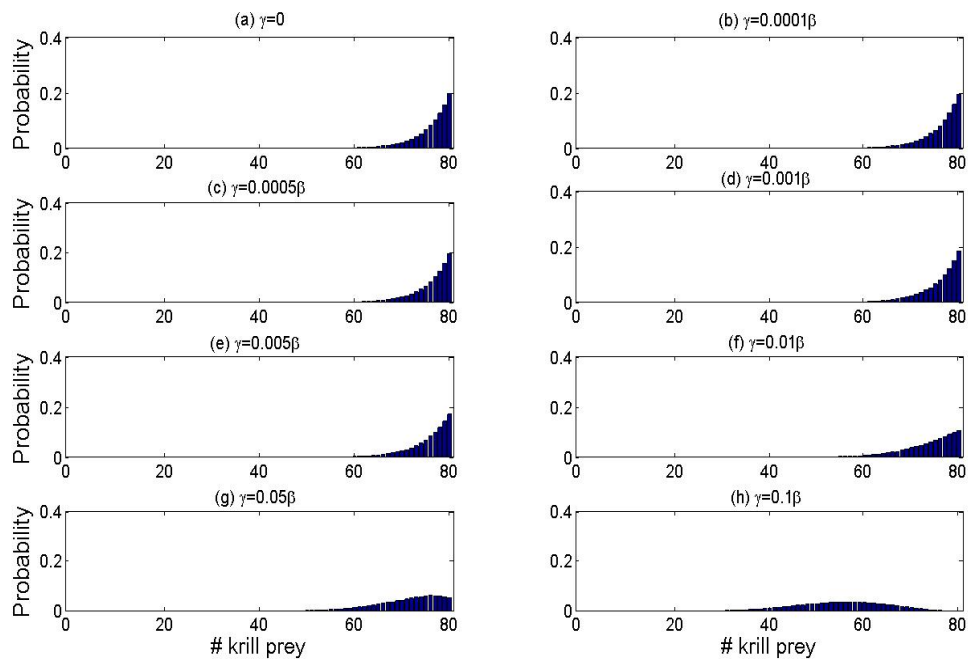 (a) γ=0
(b) γ=0.0001β
Probability
0.4
0.2
0
0 20 40 60 80
0.4
0.2
0
0 20 40 60 80
(c) γ=0.0005β
(d) γ=0.001β
Probability
0.4
0.2
0
0 20 40 60 80
0.4
0.2
0
0 20 40 60 80
(e) γ=0.005β
(f) γ=0.01β
Probability
0.4
0.2
0
0 20 40 60 80
0.4
0.2
0
0 20 40 60 80
(g) γ=0.05β
(h) γ=0.1β
Probability
0.4
0.2
0
0 20 40 60 80
# krill prey
0.4
0.2
0
0 20 40 60 80
# krill prey